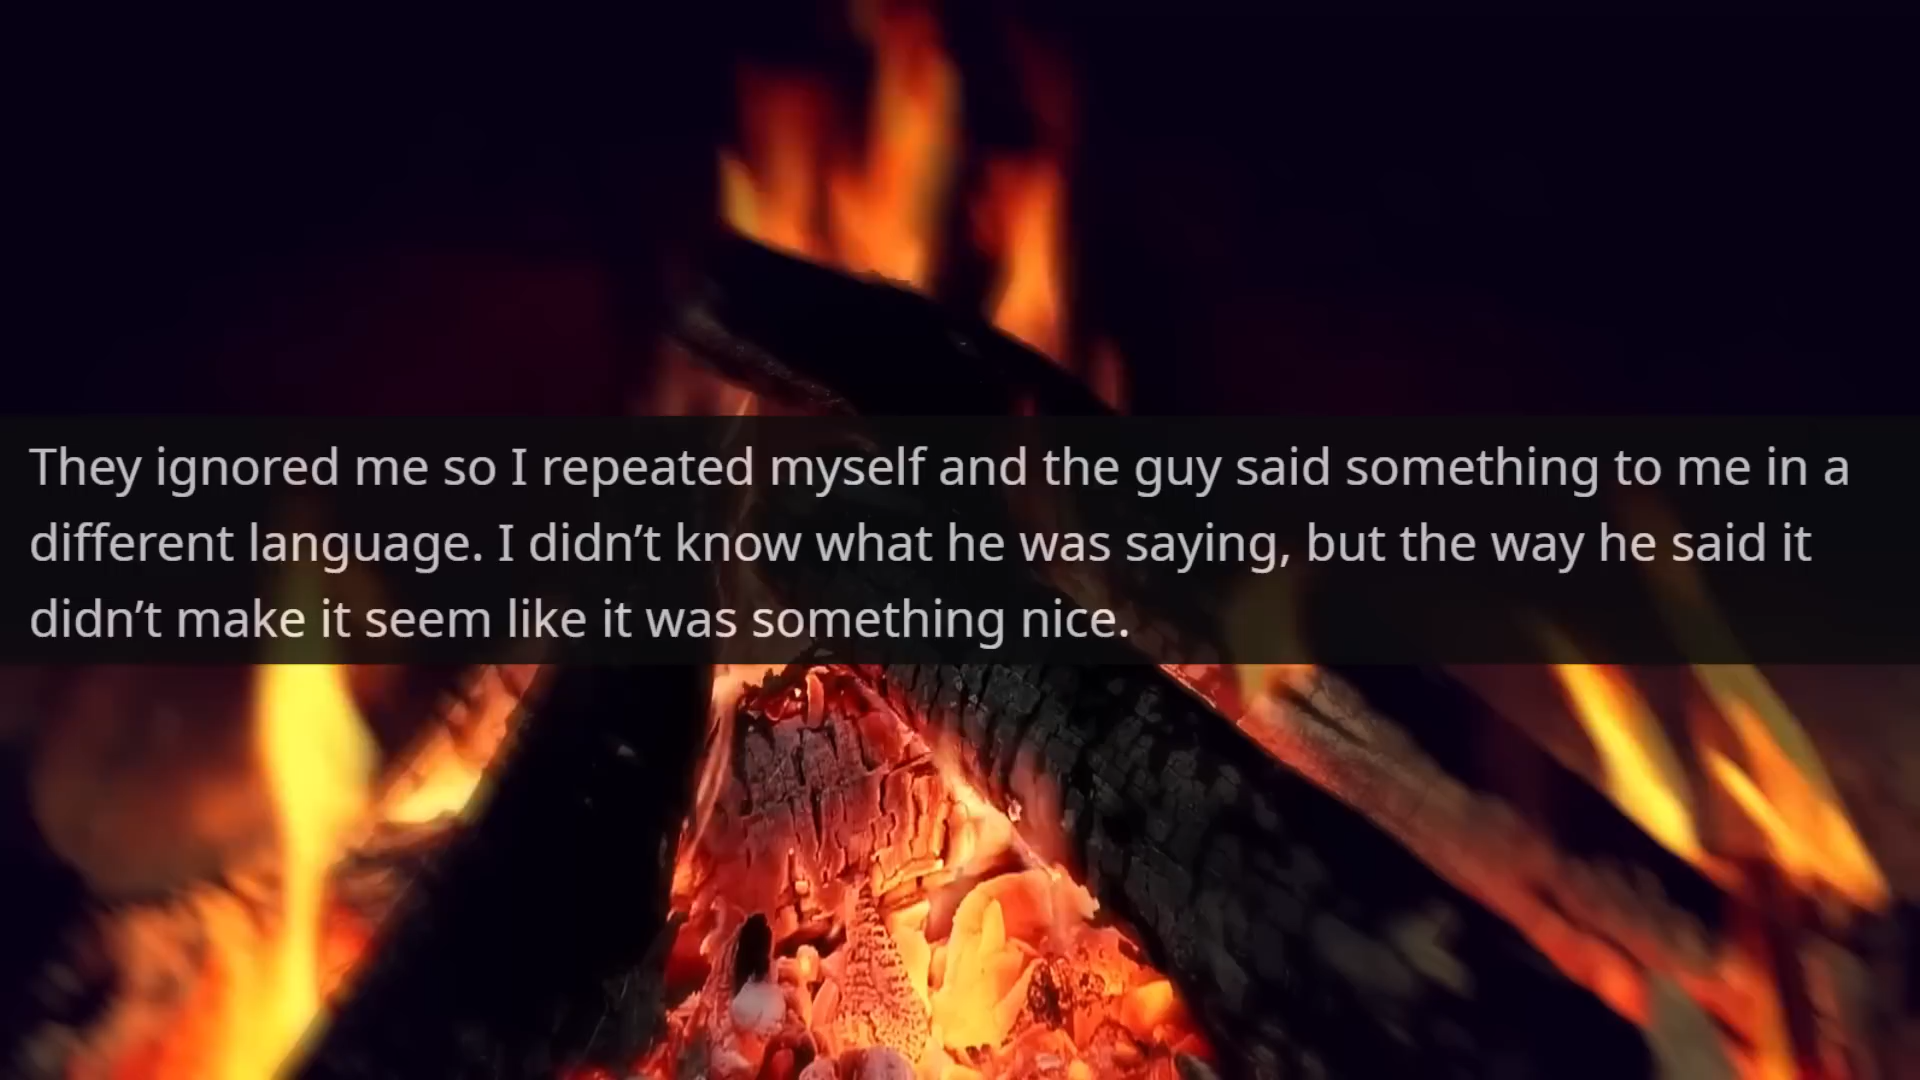 They ignored me so I repeated myself and the guy said something to me in a
different language. I didn’t know what he was saying, but the way he said it
didn’t make it seem like it was something nice.